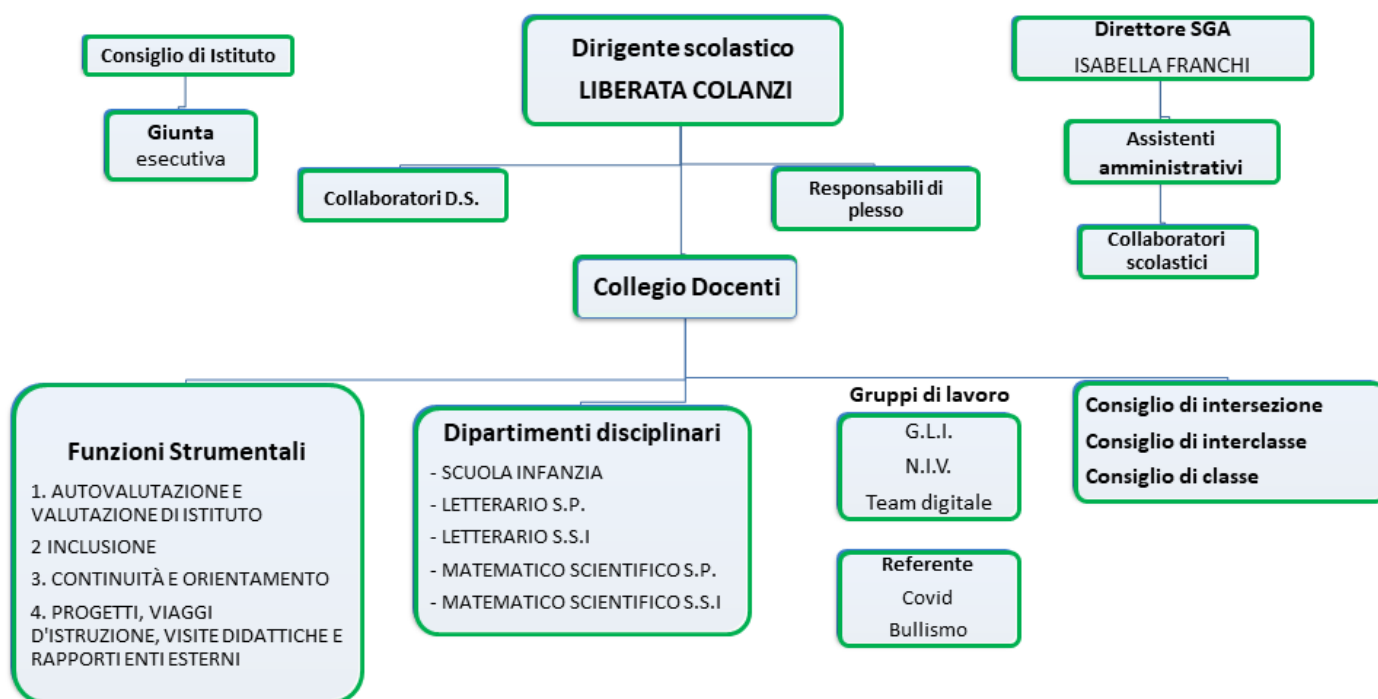 Consiglio di Istituto
Giunta
esecutiva
Dirigente scolastico
LIBERATA COLANZI
Direttore SGA
ISABELLA FRANCHI
Assistenti
amministrativi
Collaboratori
scolastici
Collaboratori D.S.
Responsabili di
plesso
Collegio Docenti
Funzioni Strumentali
1. AUTOVALUTAZIONE E
VALUTAZIONE DI ISTITUTO
2 INCLUSIONE
3. CONTINUITÀ E ORIENTAMENTO
4. PROGETTI, VIAGGI
D'ISTRUZIONE, VISITE DIDATTICHE E
RAPPORTI ENTI ESTERNI
Dipartimenti disciplinari
- SCUOLA INFANZIA
- LETTERARIO S.P.
- LETTERARIO S.S.I
- MATEMATICO SCIENTIFICO S.P.
- MATEMATICO SCIENTIFICO S.S.I
Gruppi di lavoro
G.L.I.
N.I.V.
Team digitale
Referente
Covid
Bullismo
Consiglio di intersezione
Consiglio di interclasse
Consiglio di classe